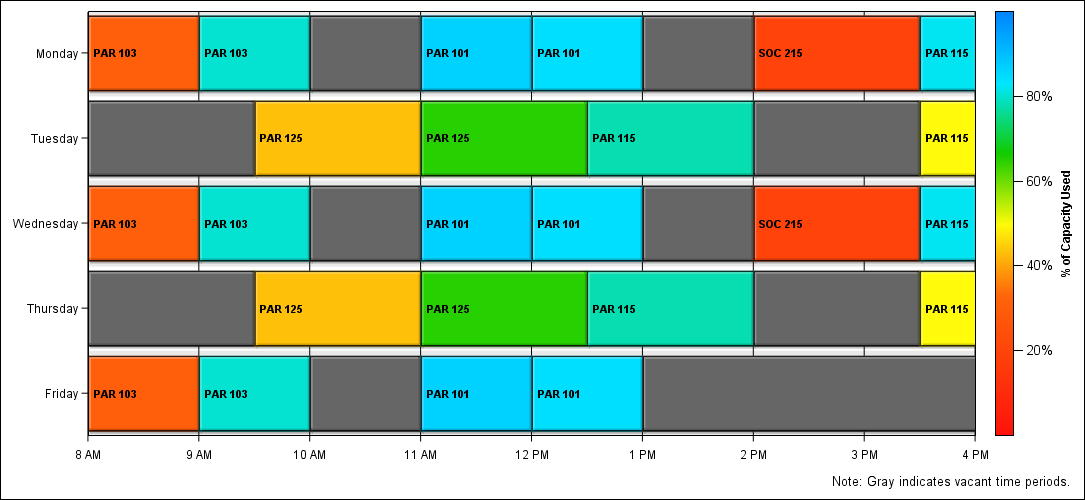 Monday PAR 103 PAR 103 PAR 101 PAR 101 SOC 215 PAR 115
Tuesday PAR 125 PAR 125 PAR 115 PAR 115
Wednesday PAR 103 PAR 103 PAR 101 PAR 101 SOC 215 PAR 115
Thursday PAR 125 PAR 125 PAR 115 PAR 115
Friday PAR 103 PAR 103 PAR 101 PAR 101
8 AM 9 AM 10 AM 11 AM 12 PM 1 PM 2 PM 3 PM 4 PM
80%
60%
40%
20%
% of Capacity Used
Note: Gray indicates vacant time periods.